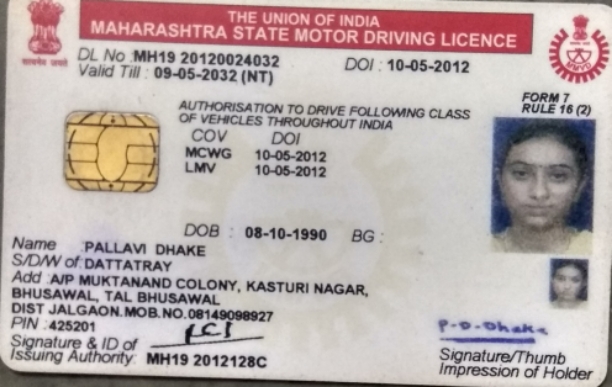 THE UNION OF INDIA
MAHARASHTRA STATE MOTOR DRIVING LICENCE
सत्यमेव जयते
DL No : MH19 20120024032 DOI : 10-05-2012
Valid Till : 09-05-2032 (NT)
FORM 7
RULE 16 (2)
AUTHORISATION TO DRIVE FOLLOWING CLASS
OF VEHICLES THROUGHOUT INDIA
COV DOI
MCWG 10-05-2012
LMV 10-05-2012
DOB : 08-10-1990 BG :
Name : PALLAVI DHAKE
S/D/W of : DATTATRAY
Add : A/P MUKTANAND COLONY, KASTURI NAGAR,
BHUSAWAL, TAL BHUSAWAL
DIST JALGAON.MOB.NO.08149098927
PIN : 425201
Signature & ID of
Issuing Authority: MH19 2012128C
P-D-Dhake
Signature/Thumb
Impression of Holder